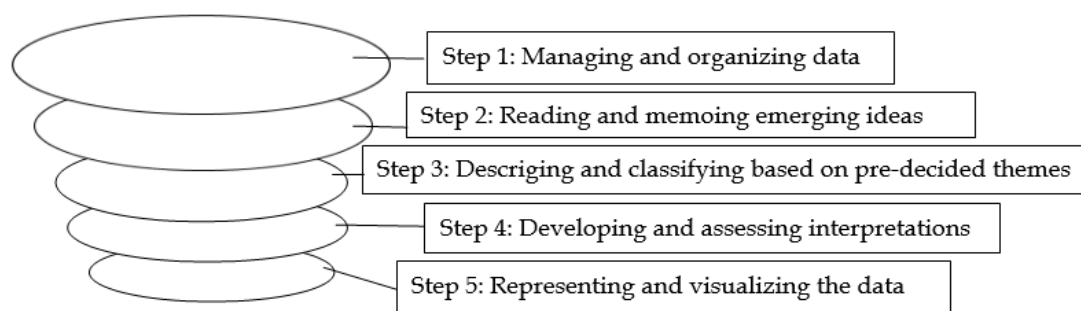 Step 1: Managing and organizing data
Step 2: Reading and memoing emerging ideas
Step 3: Descriging and classifying based on pre-decided themes
Step 4: Developing and assessing interpretations
Step 5: Representing and visualizing the data